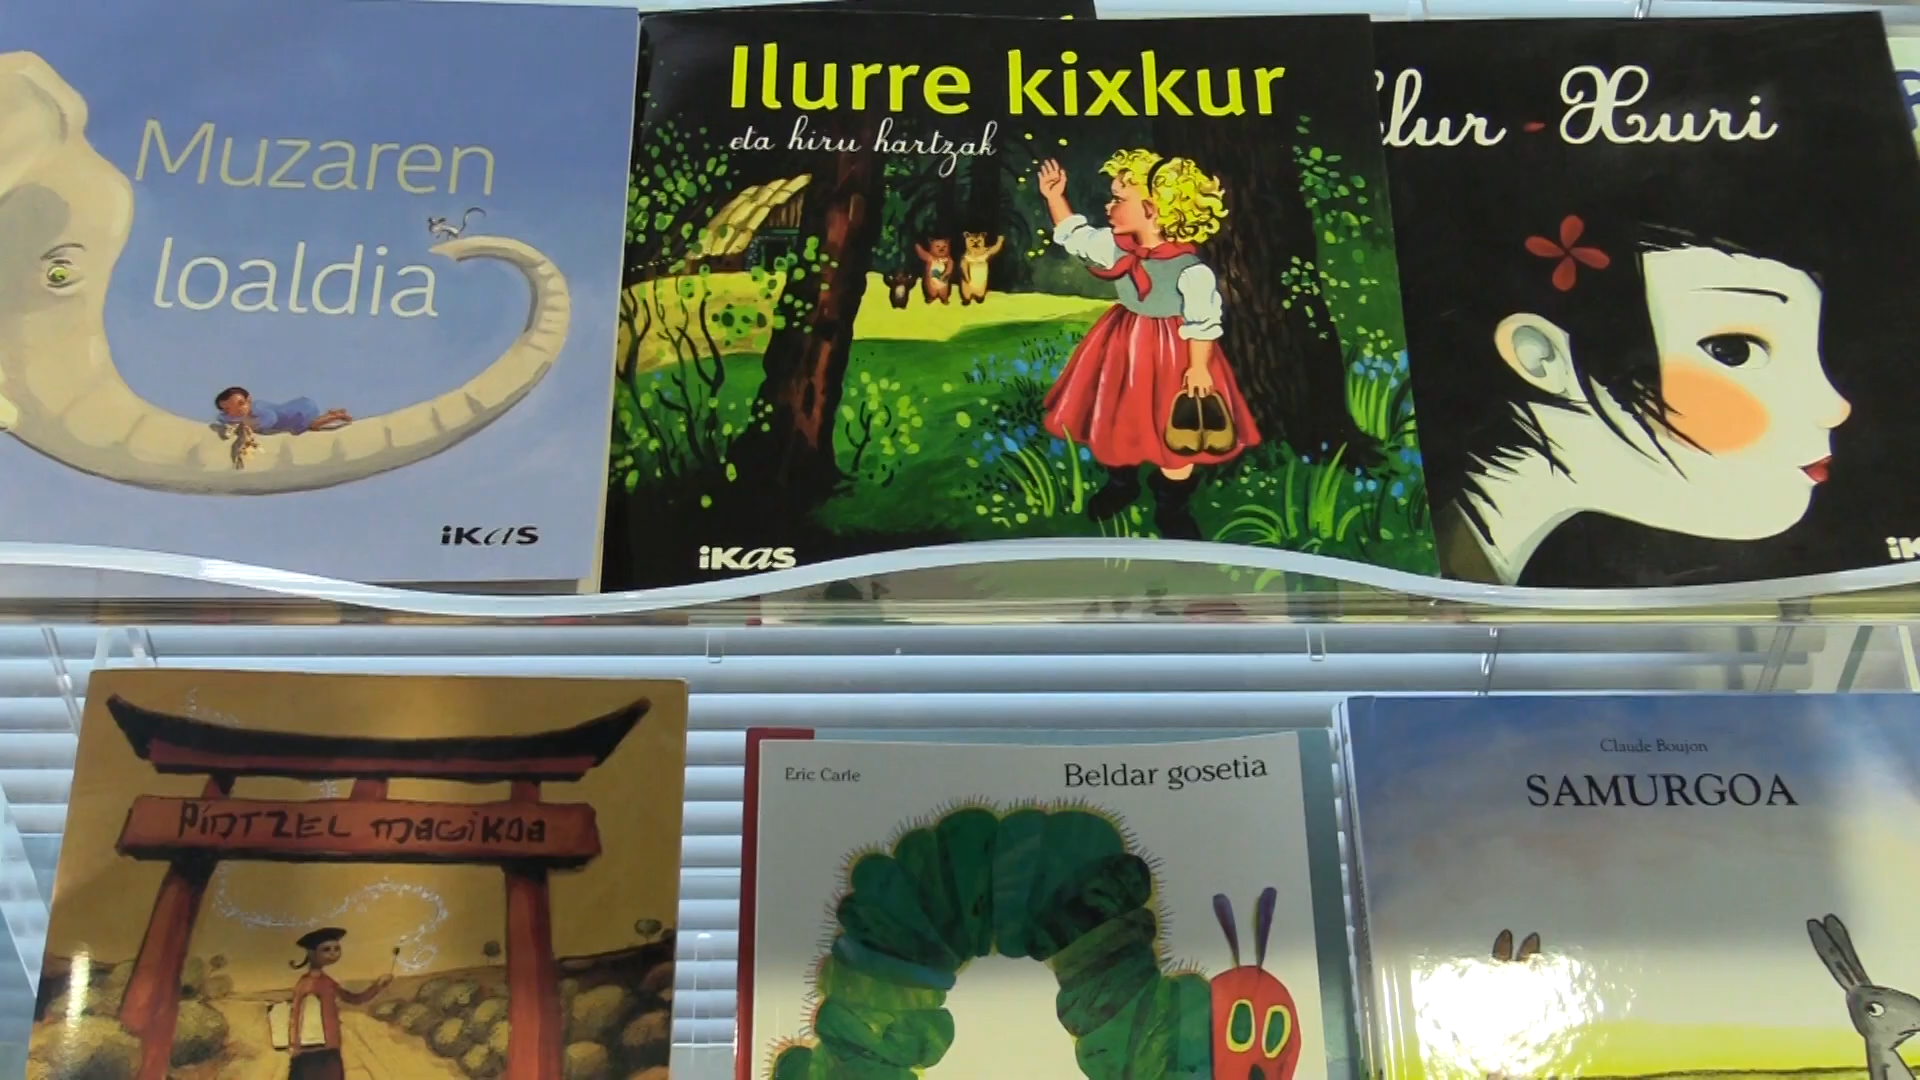 Muzaren
loaldia
iKAS
Ilurre kixkur
eta hiru hartzak
iKas
Xuri
PINTZEL MAGIKOA
Eric Carle
Beldar gosetia
Claude Boujon
SAMURGOA